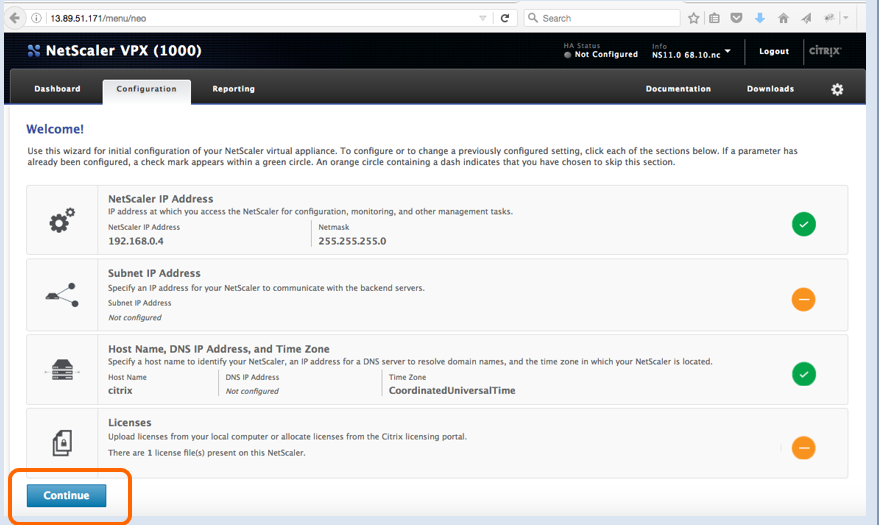 13.89.51.171/menu/neo
Search
NetScaler VPX (1000)
HA Status
Not Configured
Info
NS11.0 68.10.nc
Logout
CITRIX
Dashboard
Configuration
Reporting
Documentation
Downloads
Welcome!
Use this wizard for initial configuration of your NetScaler virtual appliance. To configure or to change a previously configured setting, click each of the sections below. If a parameter has
already been configured, a check mark appears within a green circle. An orange circle containing a dash indicates that you have chosen to skip this section.
NetScaler IP Address
IP address at which you access the NetScaler for configuration, monitoring, and other management tasks.
NetScaler IP Address
Netmask
192.168.0.4
255.255.255.0
Subnet IP Address
Specify an IP address for your NetScaler to communicate with the backend servers.
Subnet IP Address
Not configured
Host Name, DNS IP Address, and Time Zone
Specify a host name to identify your NetScaler, an IP address for a DNS server to resolve domain names, and the time zone in which your NetScaler is located.
Host Name
DNS IP Address
Time Zone
citrix
Not configured
CoordinatedUniversalTime
Licenses
Upload licenses from your local computer or allocate licenses from the Citrix licensing portal.
There are 1 license file(s) present on this NetScaler.
Continue